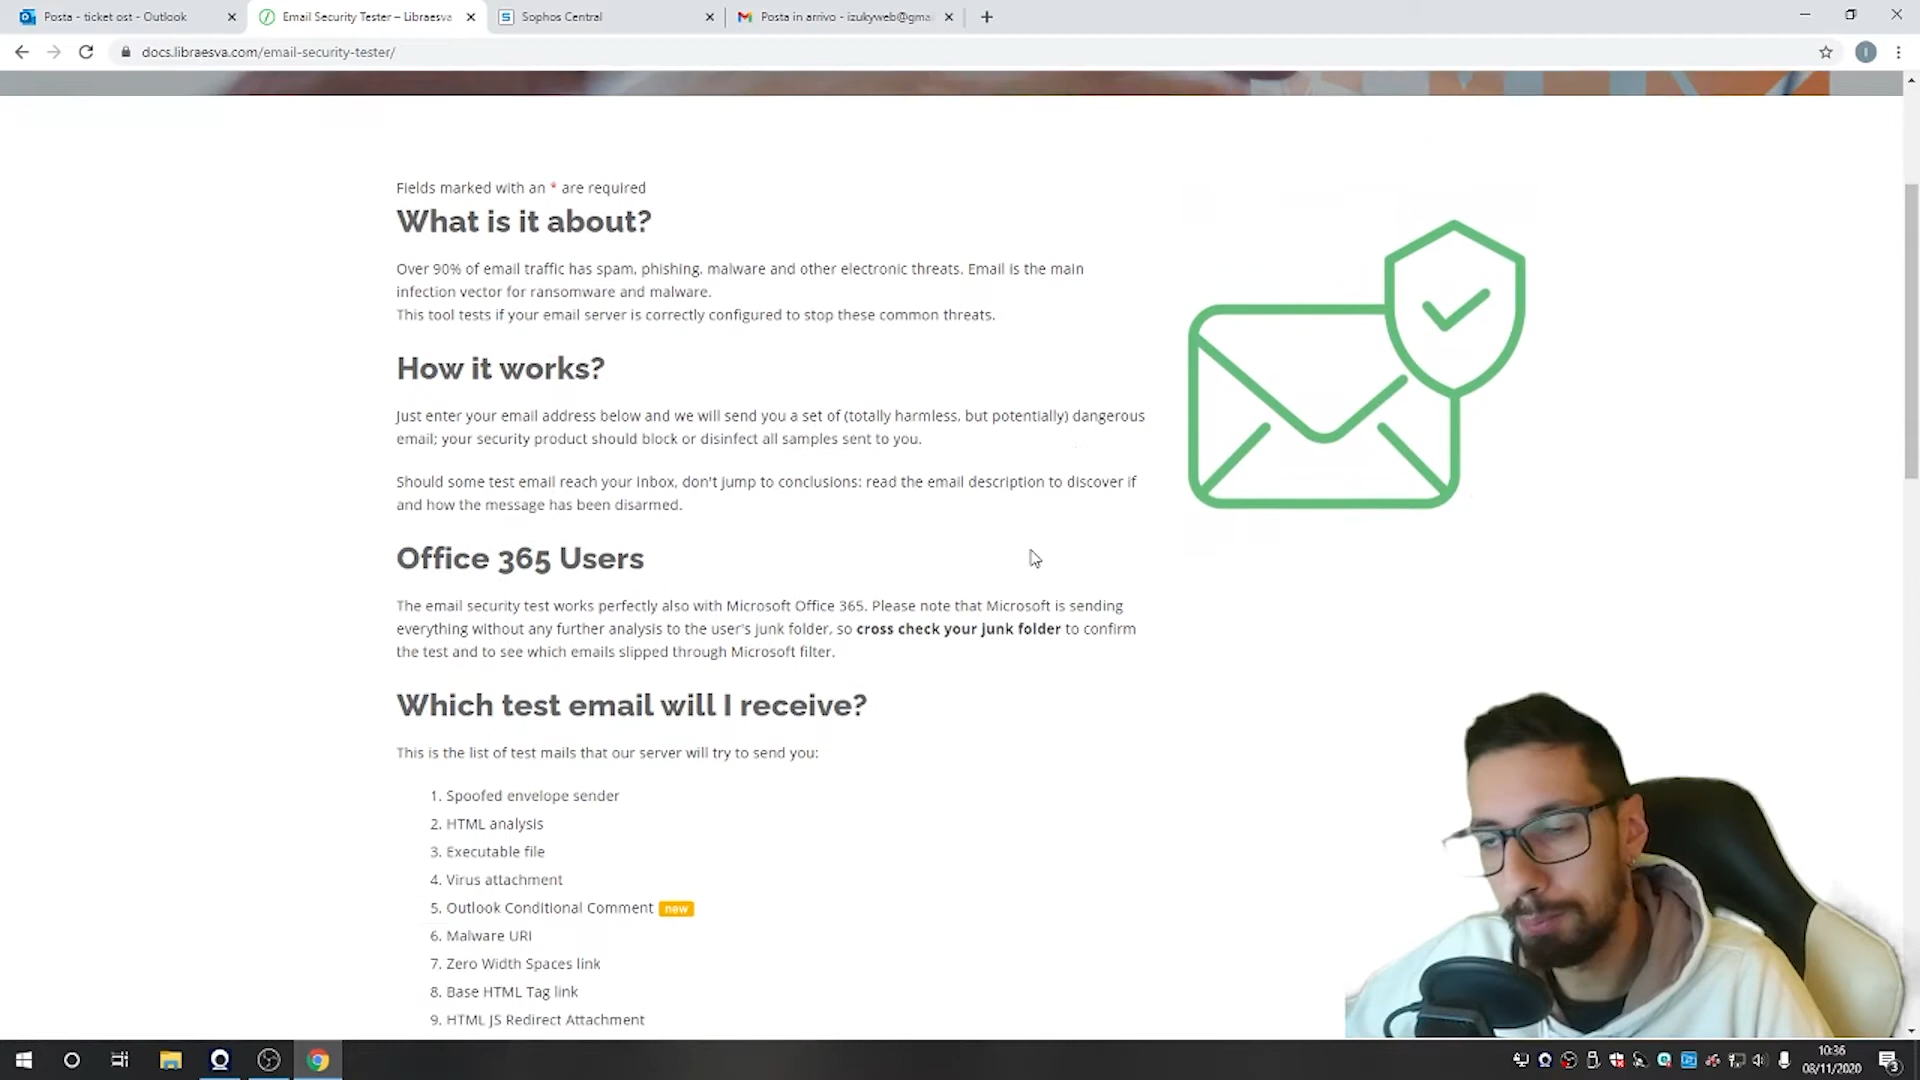 Posta - ticket ost - Outlook
Email Security Tester – Libraesva
Sophos Central
Posta in arrivo - izukyweb@gma
docs.libraesva.com/email-security-tester/
I
Fields marked with an * are required
What is it about?
Over 90% of email traffic has spam, phishing, malware and other electronic threats. Email is the main
infection vector for ransomware and malware.
This tool tests if your email server is correctly configured to stop these common threats.
How it works?
Just enter your email address below and we will send you a set of (totally harmless, but potentially) dangerous
email; your security product should block or disinfect all samples sent to you.
Should some test email reach your inbox, don't jump to conclusions: read the email description to discover if
and how the message has been disarmed.
Office 365 Users
The email security test works perfectly also with Microsoft Office 365. Please note that Microsoft is sending
everything without any further analysis to the user's junk folder, so cross check your junk folder to confirm
the test and to see which emails slipped through Microsoft filter.
Which test email will I receive?
This is the list of test mails that our server will try to send you:
1. Spoofed envelope sender
2. HTML analysis
3. Executable file
4. Virus attachment
5. Outlook Conditional Comment new
6. Malware URI
7. Zero Width Spaces link
8. Base HTML Tag link
9. HTML JS Redirect Attachment
10:36
08/11/2020
3